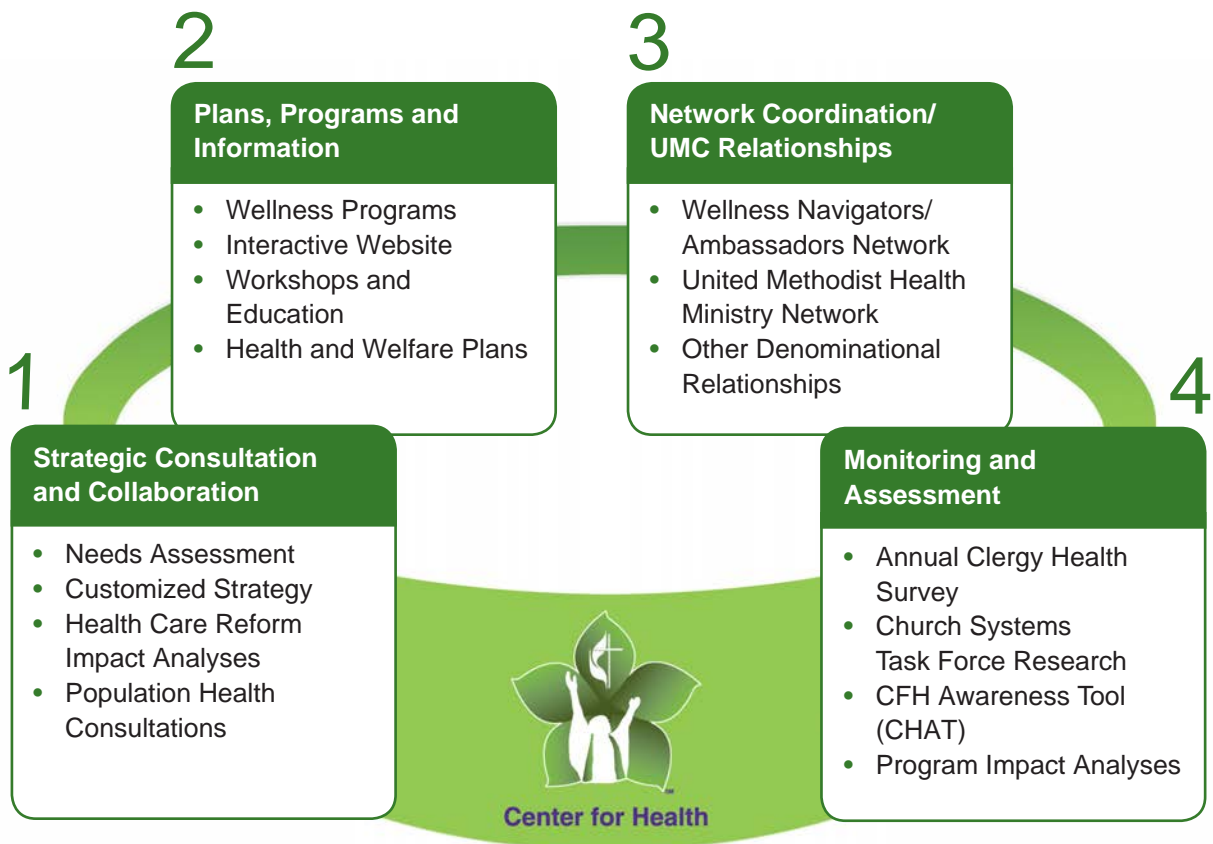 1
Strategic Consultation
and Collaboration
• Needs Assessment
• Customized Strategy
• Health Care Reform
Impact Analyses
• Population Health
Consultations
2
Plans, Programs and
Information
• Wellness Programs
• Interactive Website
• Workshops and
Education
• Health and Welfare Plans
3
Network Coordination/
UMC Relationships
• Wellness Navigators/
Ambassadors Network
• United Methodist Health
Ministry Network
• Other Denominational
Relationships
4
Monitoring and
Assessment
• Annual Clergy Health
Survey
• Church Systems
Task Force Research
• CFH Awareness Tool
(CHAT)
• Program Impact Analyses
™
Center for Health